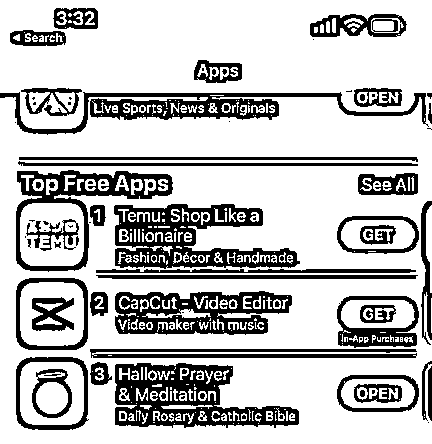 3:32
◀ Search
Apps
Live Sports, News & Originals
OPEN
Top Free Apps
See All
TEMU
1
Temu: Shop Like a
Billionaire
Fashion, Décor & Handmade
GET
2
CapCut - Video Editor
Video maker with music
GET
In-App Purchases
3
Hallow: Prayer
& Meditation
Daily Rosary & Catholic Bible
OPEN